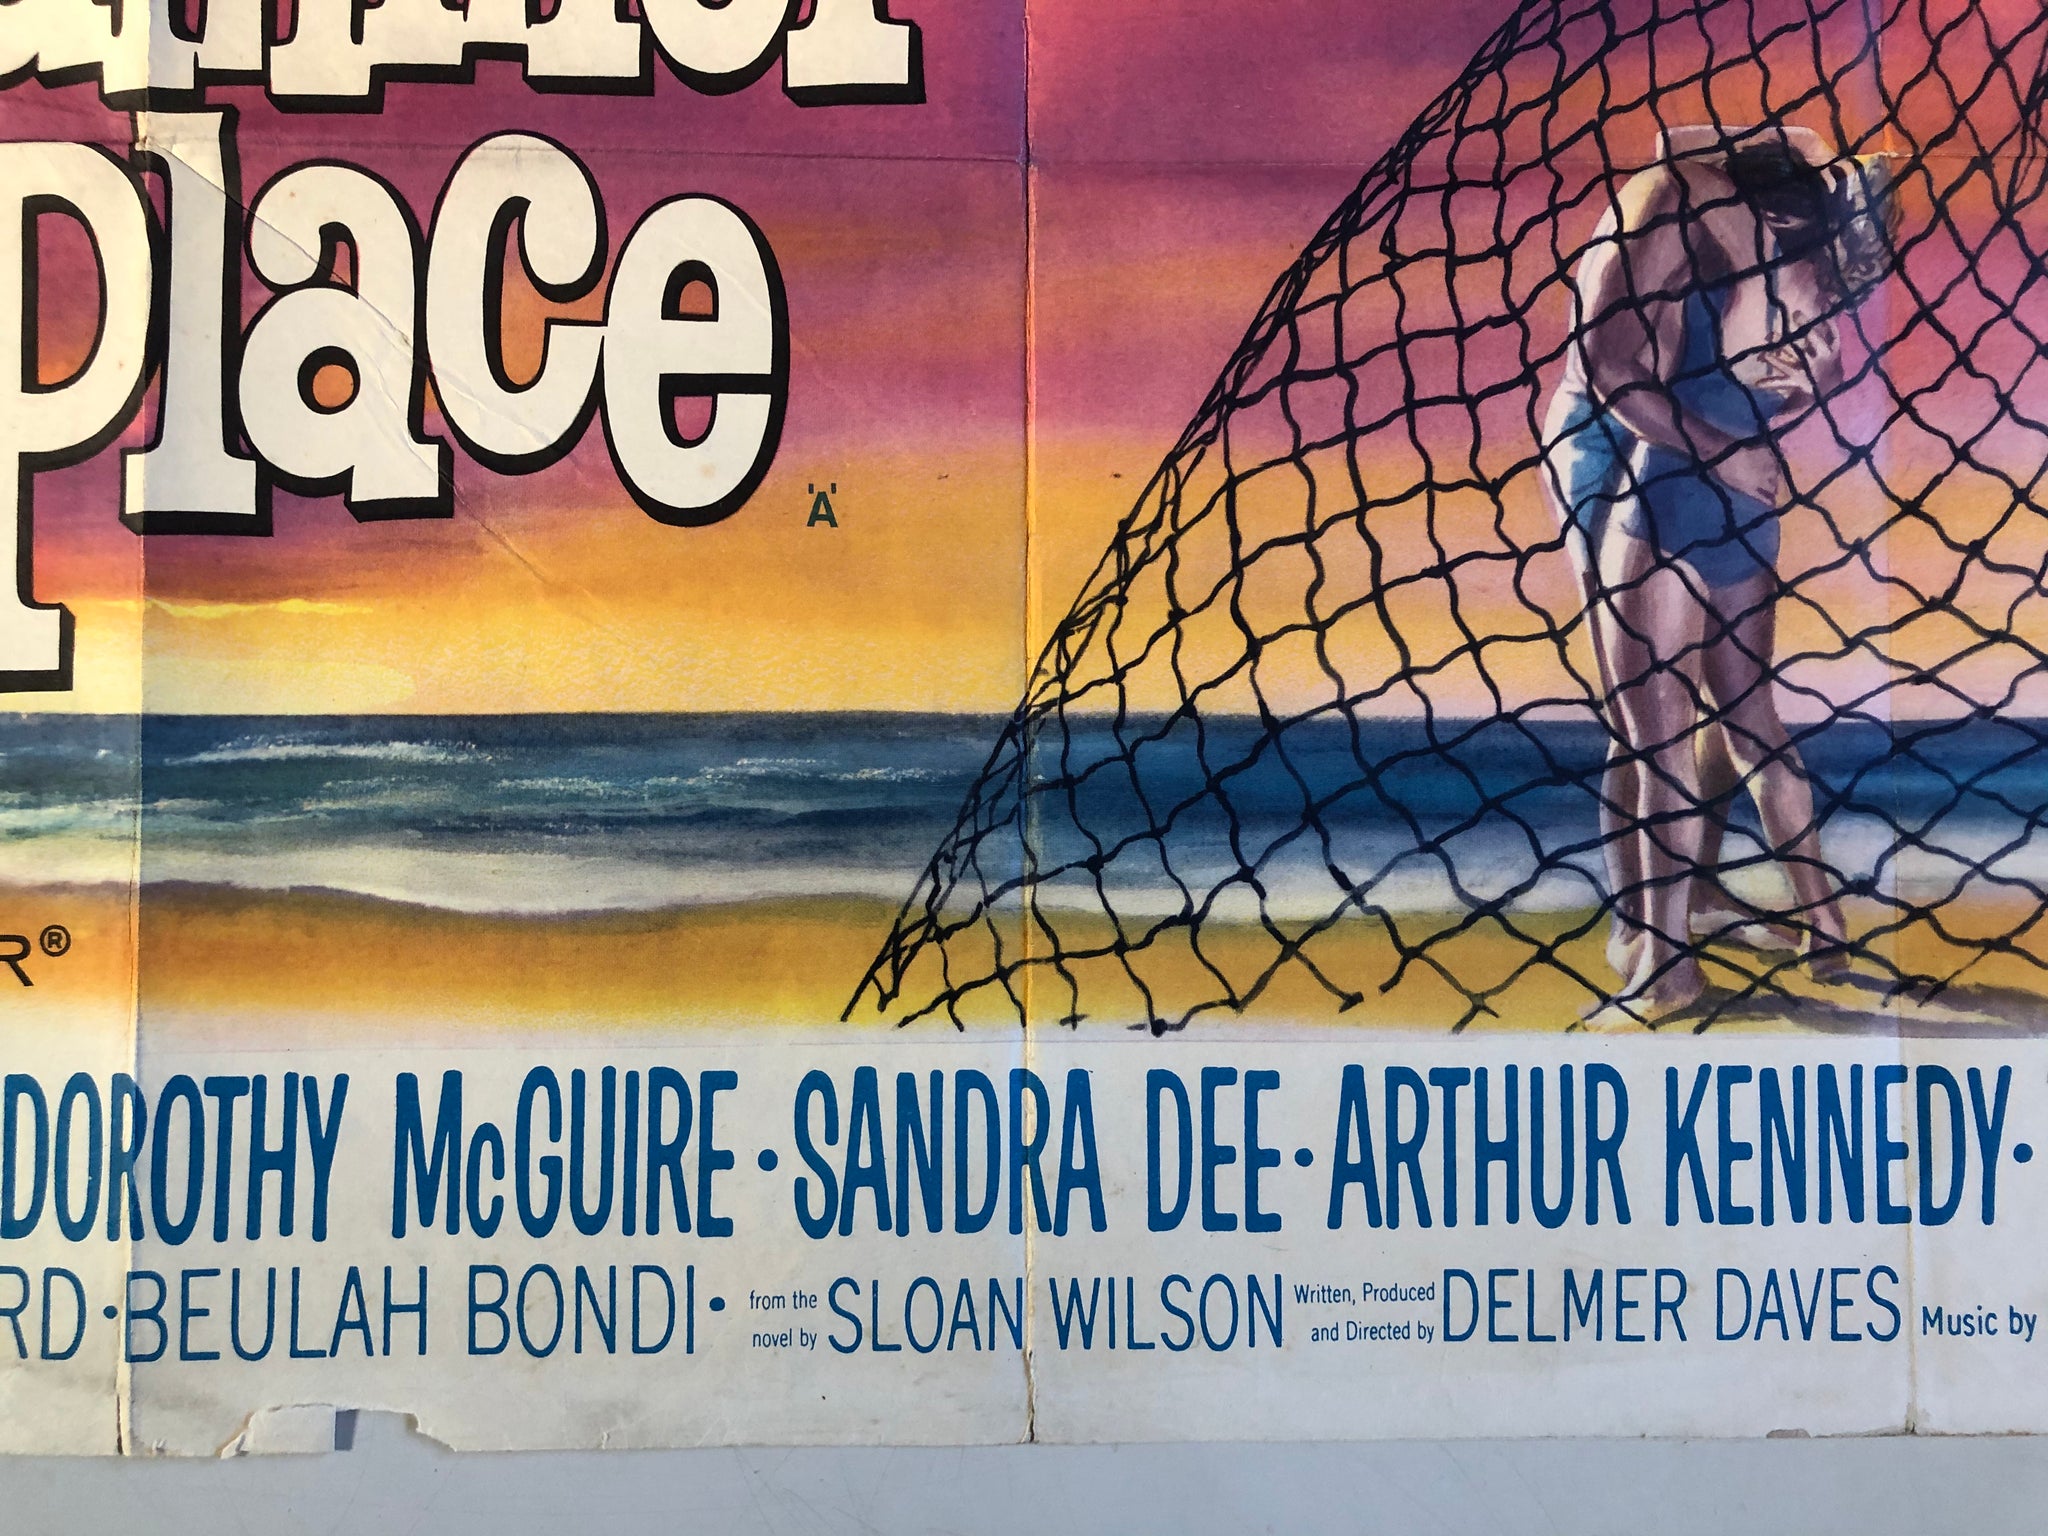 place
'A'
R®
DOROTHY McGUIRE · SANDRA DEE · ARTHUR KENNEDY ·
RD · BEULAH BONDI · from the novel by SLOAN WILSON Written, Produced and Directed by DELMER DAVES Music by